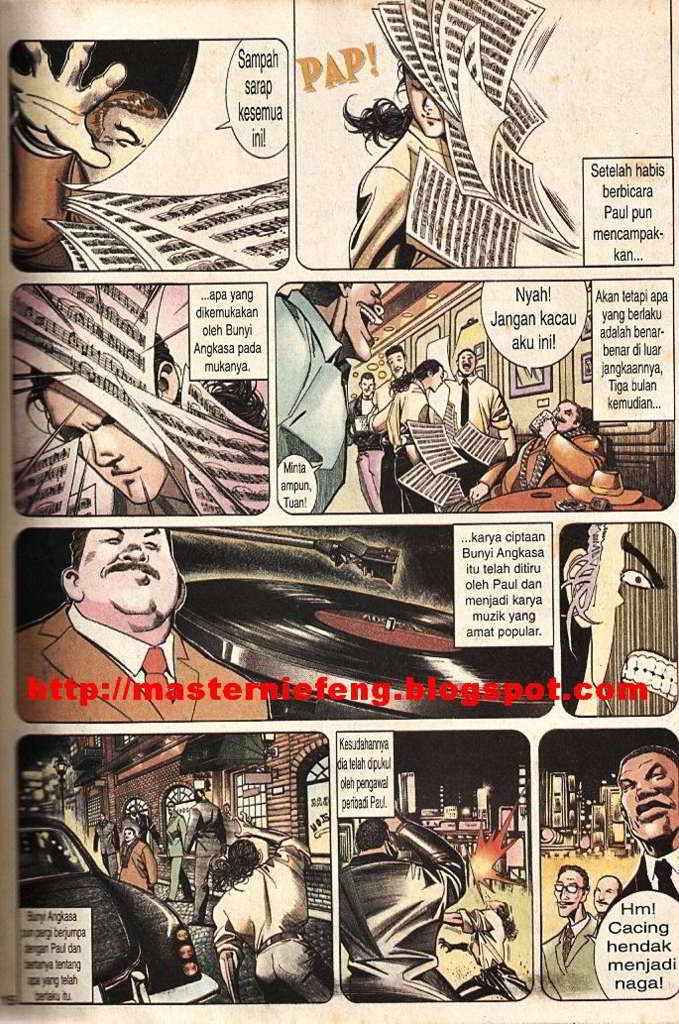 Sampah
sarap
kesemua
ini!
PAP!
Setelah habis
berbicara
Paul pun
mencampak-
kan...
...apa yang
dikemukakan
oleh Bunyi
Angkasa pada
mukanya.
Minta
ampun,
Tuan!
Nyah!
Jangan kacau
aku ini!
Akan tetapi apa
yang berlaku
adalah benar-
benar di luar
jangkaannya,
Tiga bulan
kemudian...
...karya ciptaan
Bunyi Angkasa
itu telah ditiru
oleh Paul dan
menjadi karya
muzik yang
amat popular.
http://masterniefeng.blogspot.com
Bunyi Angkasa
pun pergi berjumpa
dengan Paul dan
bertanya tentang
apa yang telah
berlaku itu.
Kesudahannya
dia telah dipukul
oleh pengawal
peribadi Paul.
Hm!
Cacing
hendak
menjadi
naga!